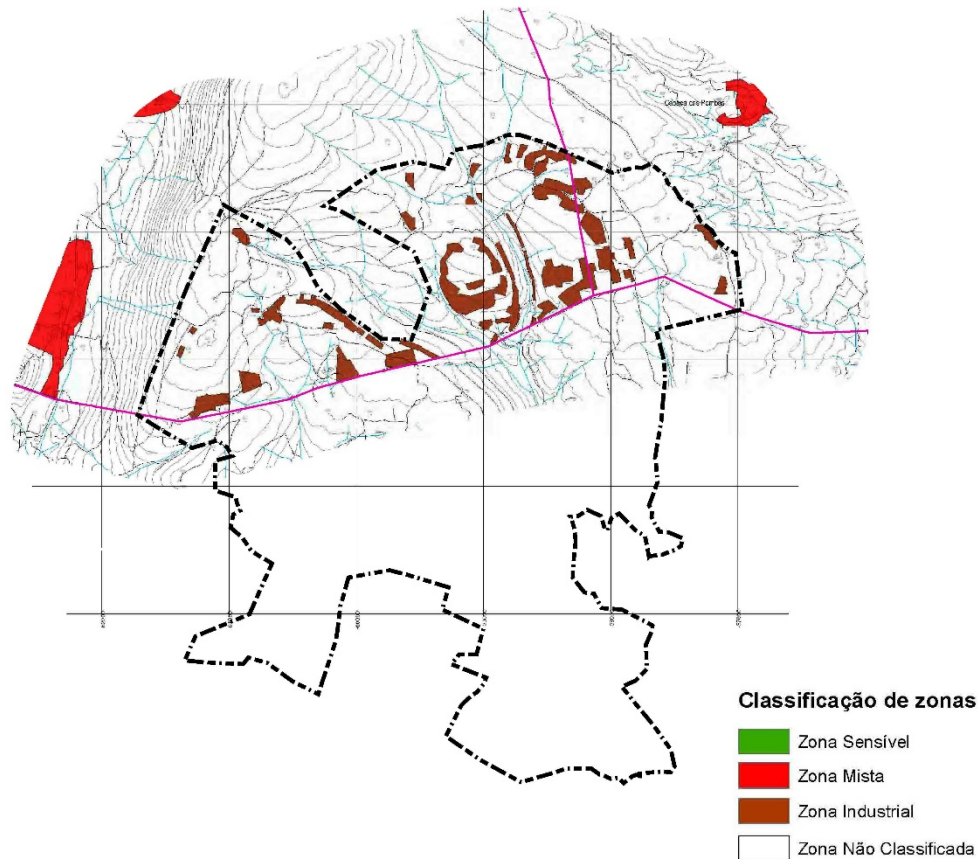 Classificação de zonas
Zona Sensível
Zona Mista
Zona Industrial
Zona Não Classificada